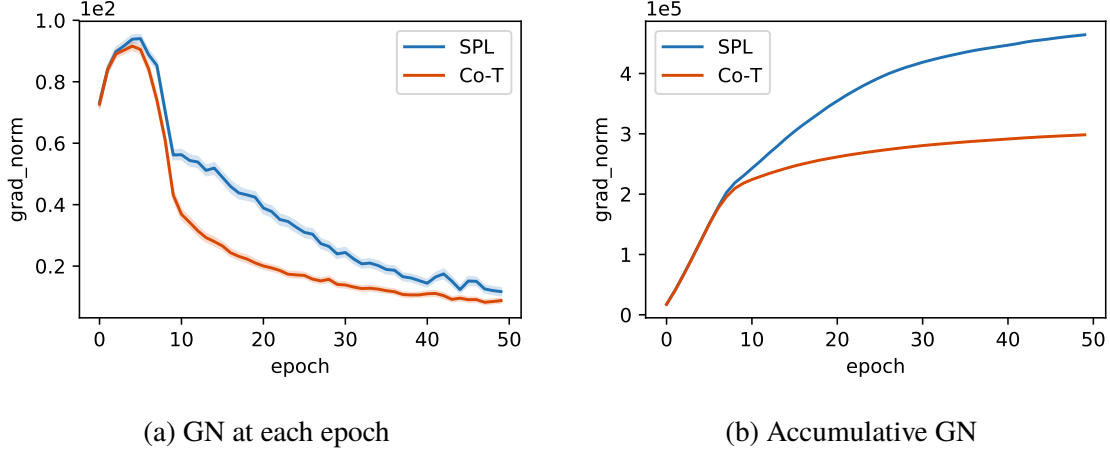 1e2
1.0
0.8
0.6
0.4
0.2
grad_norm
SPL
Co-T
0
10
20
30
40
50
epoch
(a) GN at each epoch
1e5
4
3
2
1
0
grad_norm
SPL
Co-T
0
10
20
30
40
50
epoch
(b) Accumulative GN